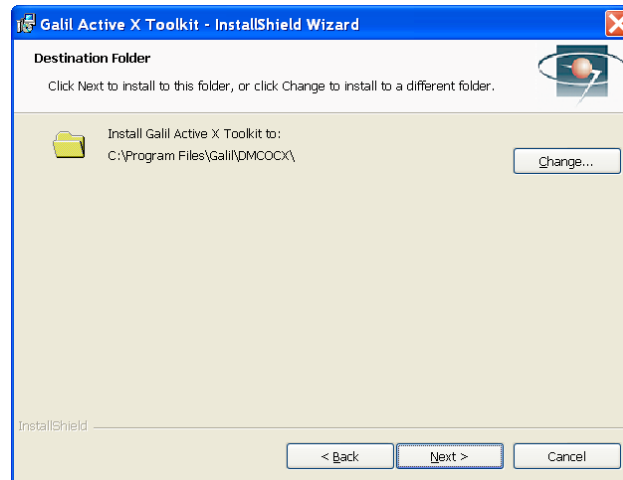 Galil Active X Toolkit - InstallShield Wizard
Destination Folder
Click Next to install to this folder, or click Change to install to a different folder.
Install Galil Active X Toolkit to:
C:\Program Files\Galil\DMCOCX\
Change...
InstallShield
< Back
Next >
Cancel